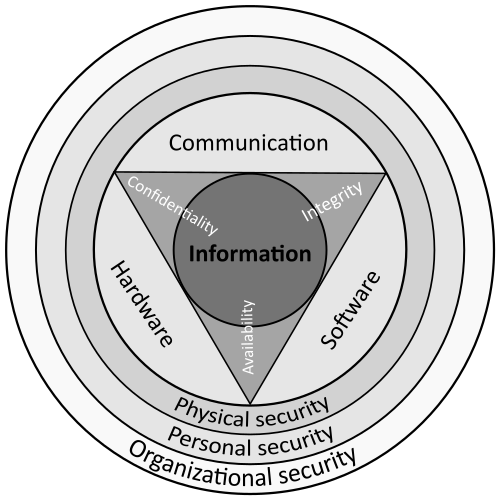 Communication
Confidentiality
Integrity
Information
Hardware
Software
Availability
Physical security
Personal security
Organizational security